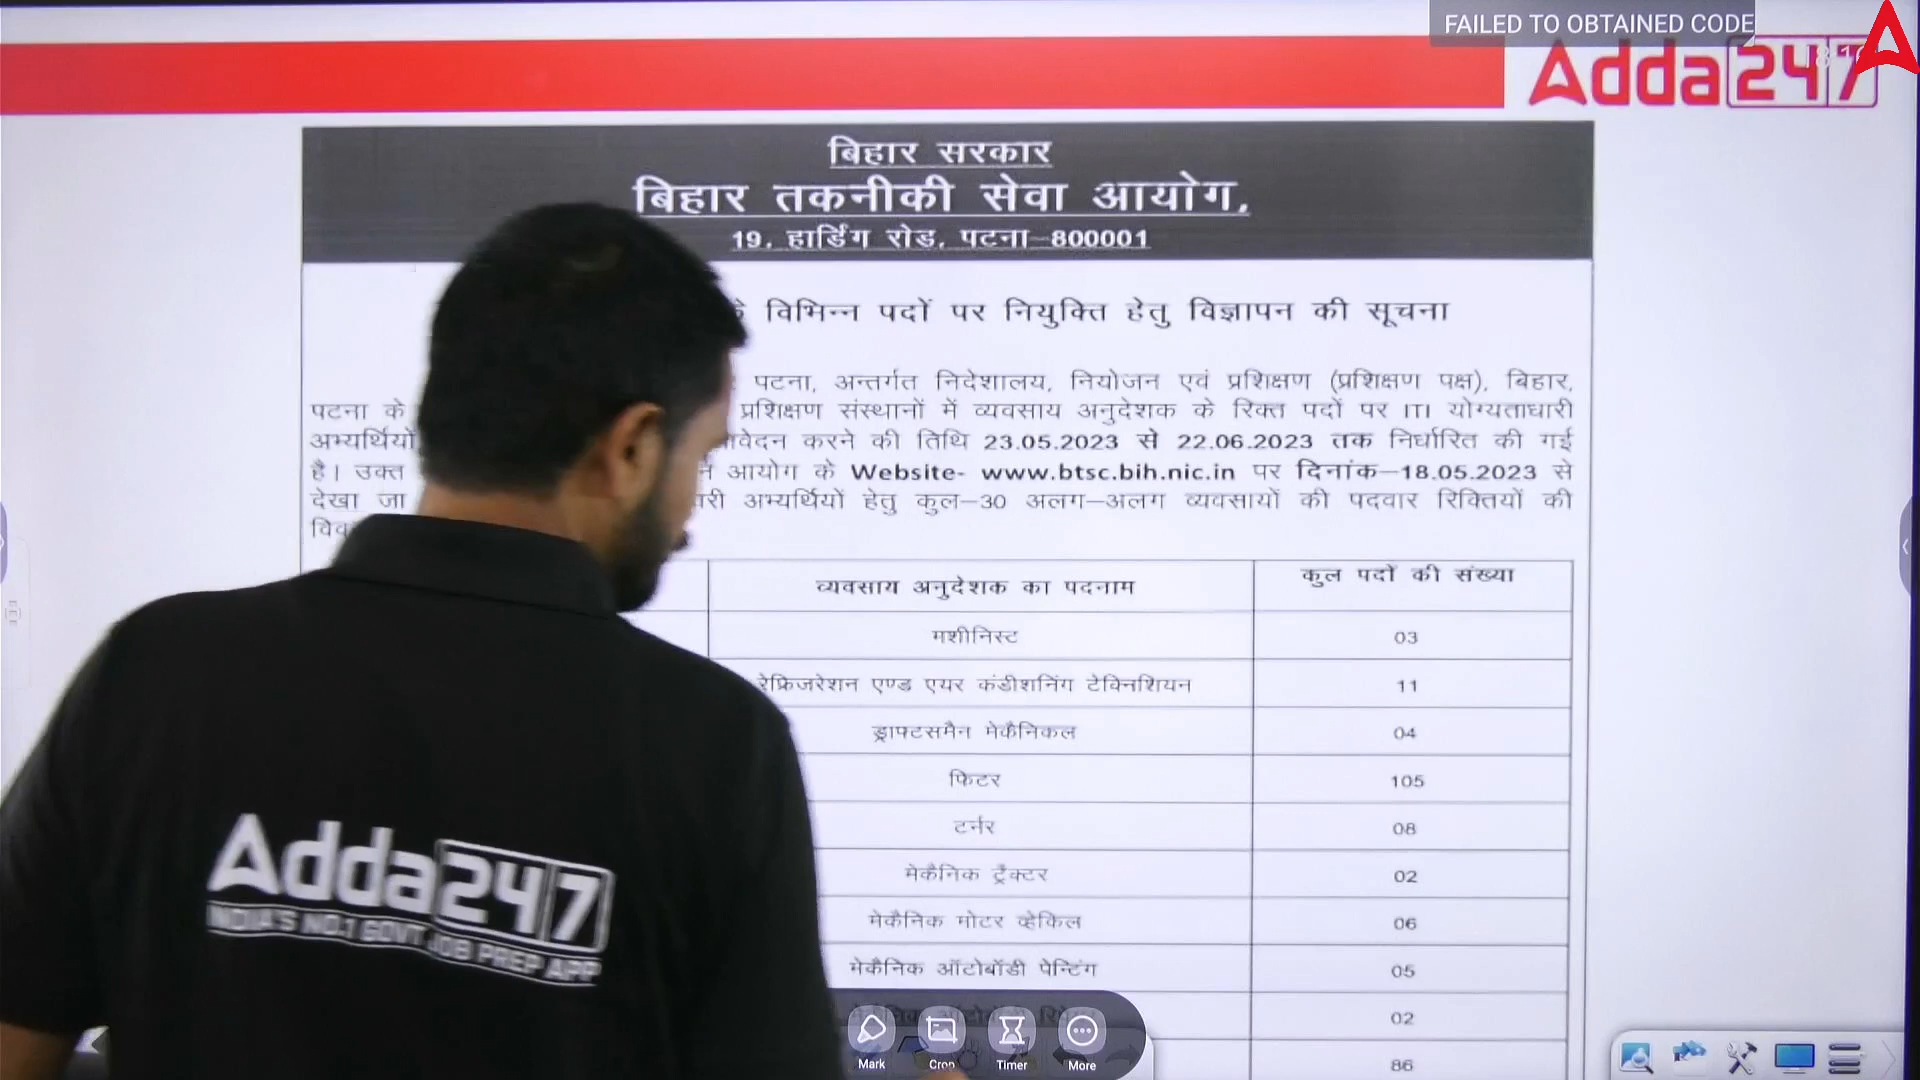 FAILED TO OBTAINED CODE
Adda247
बिहार सरकार
बिहार तकनीकी सेवा आयोग,
19, हार्डिंग रोड, पटना–800001
विभिन्न पदों पर नियुक्ति हेतु विज्ञापन की सूचना
पटना, अन्तर्गत निदेशालय, नियोजन एवं प्रशिक्षण (प्रशिक्षण पक्ष), बिहार,
पटना के प्रशिक्षण संस्थानों में व्यवसाय अनुदेशक के रिक्त पदों पर ITI योग्यताधारी
अभ्यर्थियों करने की तिथि 23.05.2023 से 22.06.2023 तक निर्धारित की गई
है। उक्त आयोग के Website- www.btsc.bih.nic.in पर दिनांक–18.05.2023 से
देखा जा अभ्यर्थियों हेतु कुल–30 अलग–अलग व्यवसायों की पदवार रिक्तियों की
व्यवसाय अनुदेशक का पदनाम कुल पदों की संख्या
मशीनिस्ट 03
रेफ्रिजरेशन एण्ड एयर कंडीशनिंग टेक्निशियन 11
ड्राफ्टसमैन मेकैनिकल 04
फिटर 105
टर्नर 08
मेकैनिक ट्रैक्टर 02
मेकैनिक मोटर व्हेकिल 06
मेकैनिक ऑटोबॉडी पेन्टिंग 05
02
86
Adda247
INDIA'S NO.1 GOVT JOB PREP APP
Mark Crop Timer More